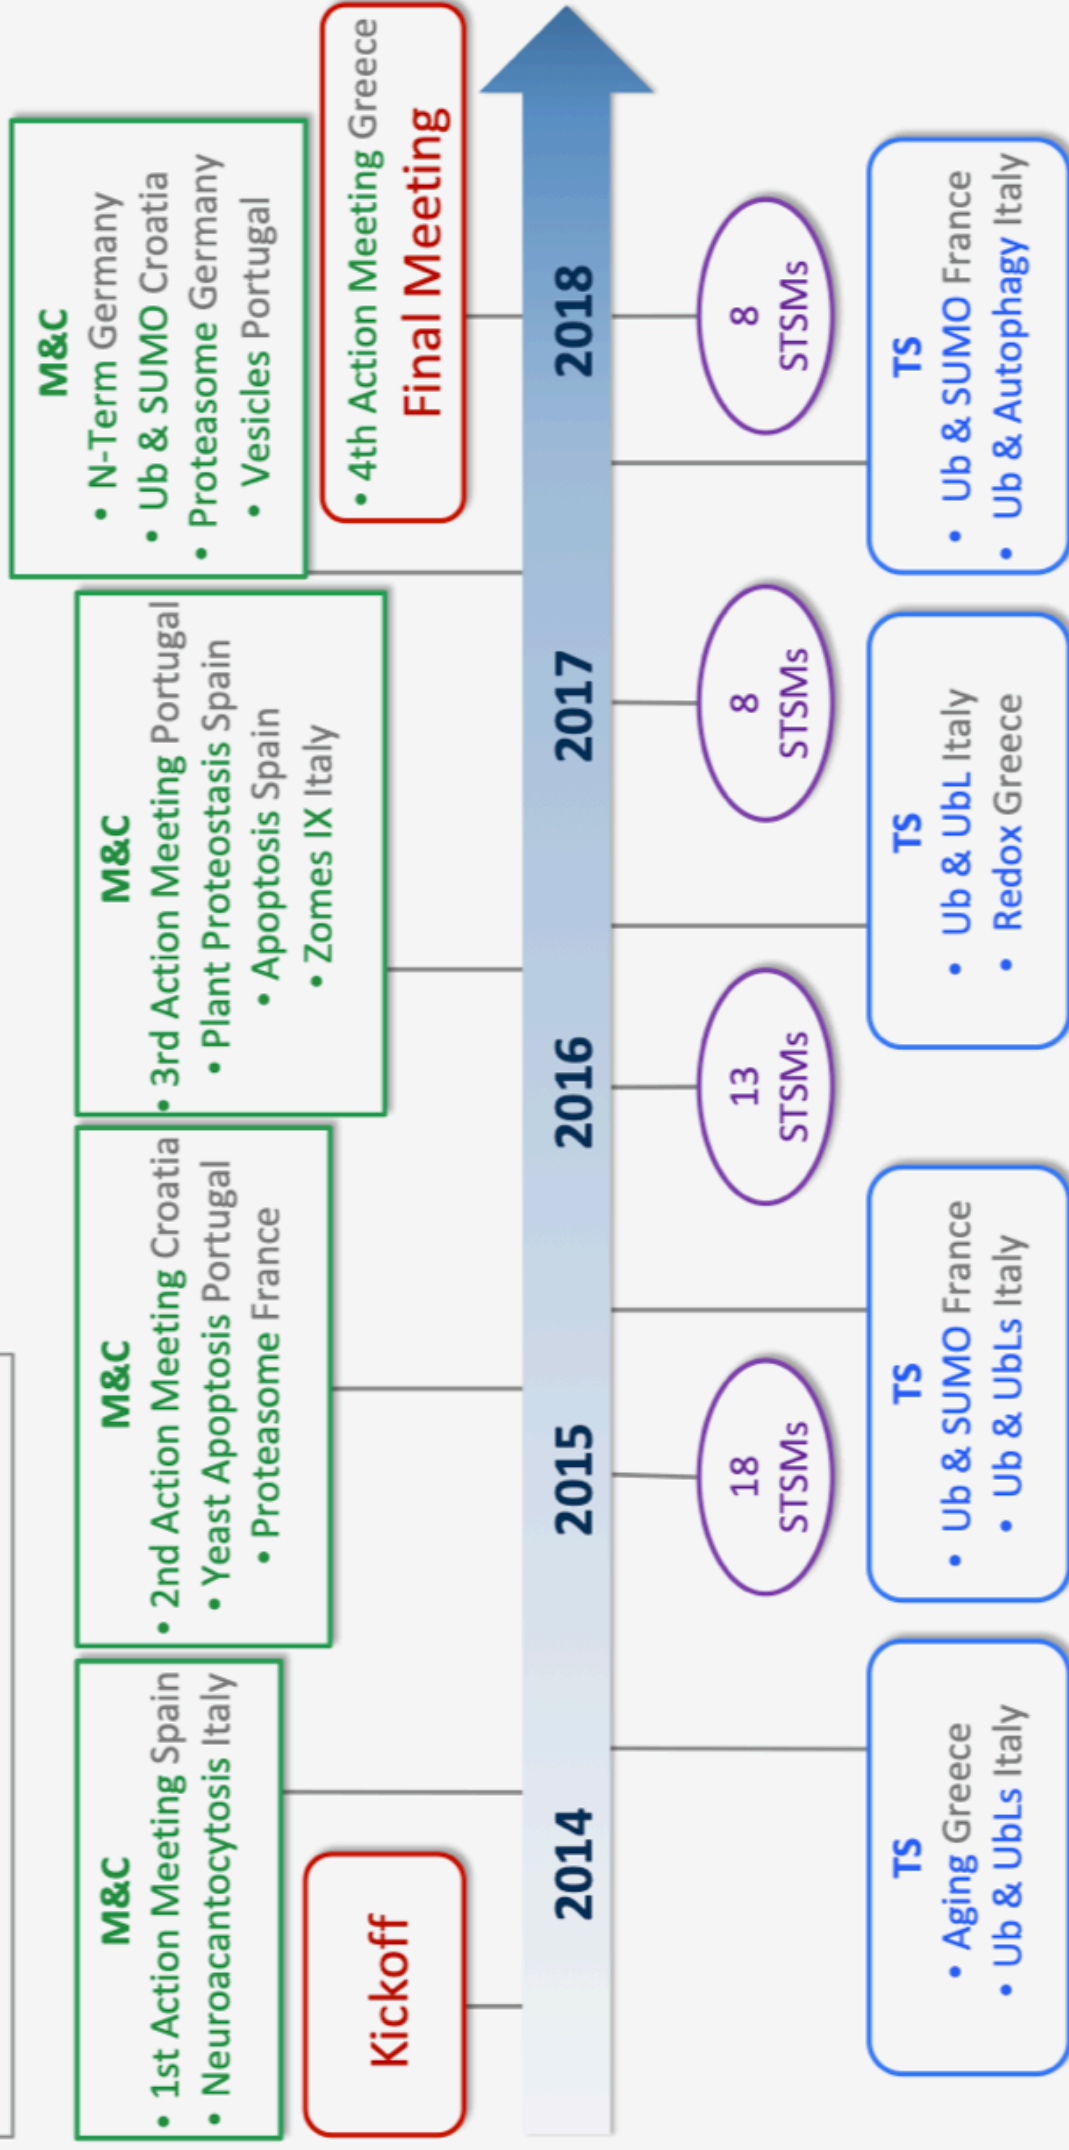 M&C
• 1st Action Meeting Spain
• Neuroacantocytosis Italy
Kickoff
M&C
• 2nd Action Meeting Croatia
• Yeast Apoptosis Portugal
• Proteasome France
M&C
• 3rd Action Meeting Portugal
• Plant Proteostasis Spain
• Apoptosis Spain
• Zomes IX Italy
M&C
• N-Term Germany
• Ub & SUMO Croatia
• Proteasome Germany
• Vesicles Portugal
• 4th Action Meeting Greece
Final Meeting
2014
2015
2016
2017
2018
18
STSMs
13
STSMs
8
STSMs
8
STSMs
TS
• Aging Greece
• Ub & UbLs Italy
TS
• Ub & SUMO France
• Ub & UbLs Italy
TS
• Ub & UbL Italy
• Redox Greece
TS
• Ub & SUMO France
• Ub & Autophagy Italy